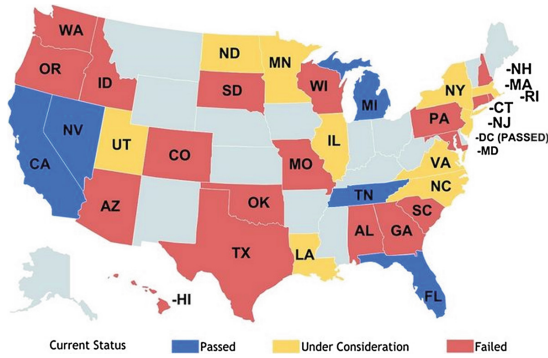 WA
OR
ID
NV
CA
UT
AZ
CO
ND
SD
MN
WI
MI
IL
MO
OK
TX
LA
TN
AL
GA
FL
SC
NC
VA
PA
NY
-NH
-MA
-RI
-CT
-NJ
-DC (PASSED)
-MD
-HI
Current Status
Passed
Under Consideration
Failed